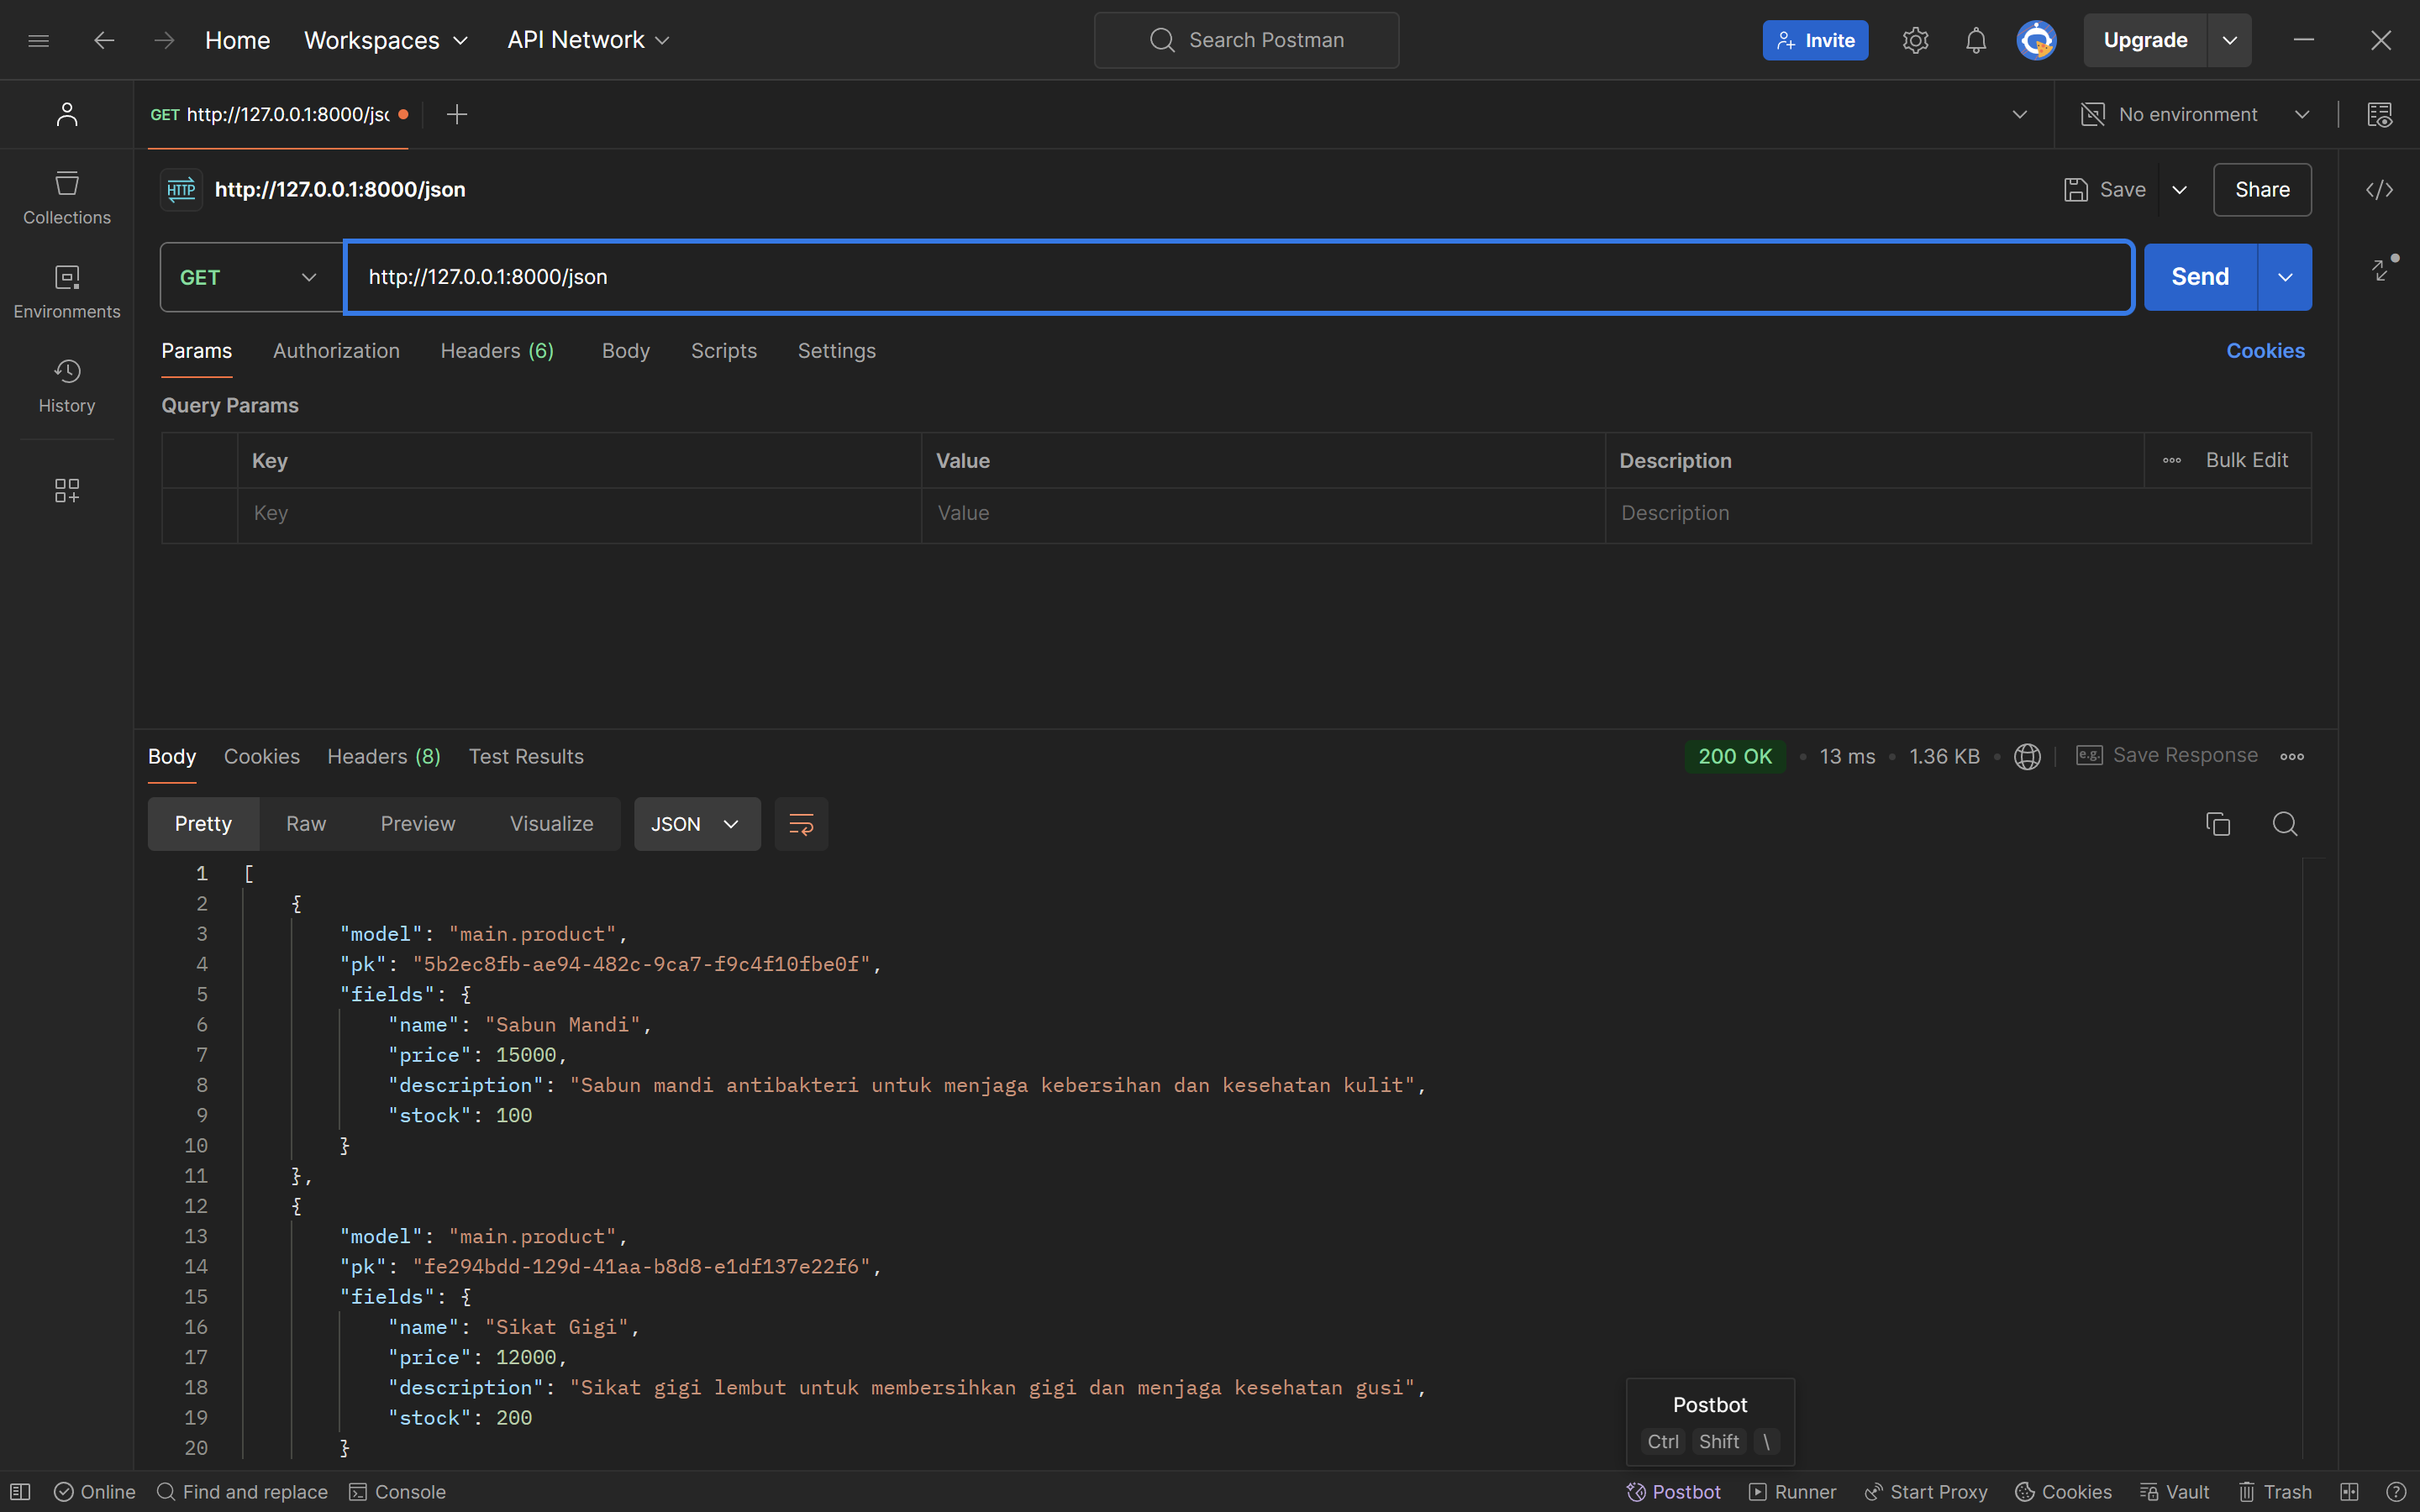 Home Workspaces API Network Search Postman Invite Upgrade
GET http://127.0.0.1:8000/jsc No environment
HTTP http://127.0.0.1:8000/json Save Share
Collections
Environments
History
GET http://127.0.0.1:8000/json Send
Params Authorization Headers (6) Body Scripts Settings Cookies
Query Params
Key Value Description Bulk Edit
Key Value Description
Body Cookies Headers (8) Test Results 200 OK • 13 ms • 1.36 KB • e.g. Save Response
Pretty Raw Preview Visualize JSON
1 [
2 {
3 "model": "main.product",
4 "pk": "5b2ec8fb-ae94-482c-9ca7-f9c4f10fbe0f",
5 "fields": {
6 "name": "Sabun Mandi",
7 "price": 15000,
8 "description": "Sabun mandi antibakteri untuk menjaga kebersihan dan kesehatan kulit",
9 "stock": 100
10 }
11 },
12 {
13 "model": "main.product",
14 "pk": "fe294bdd-129d-41aa-b8d8-e1df137e22f6",
15 "fields": {
16 "name": "Sikat Gigi",
17 "price": 12000,
18 "description": "Sikat gigi lembut untuk membersihkan gigi dan menjaga kesehatan gusi",
19 "stock": 200
20 }
Postbot
Ctrl Shift \
Online Find and replace Console Postbot Runner Start Proxy Cookies Vault Trash